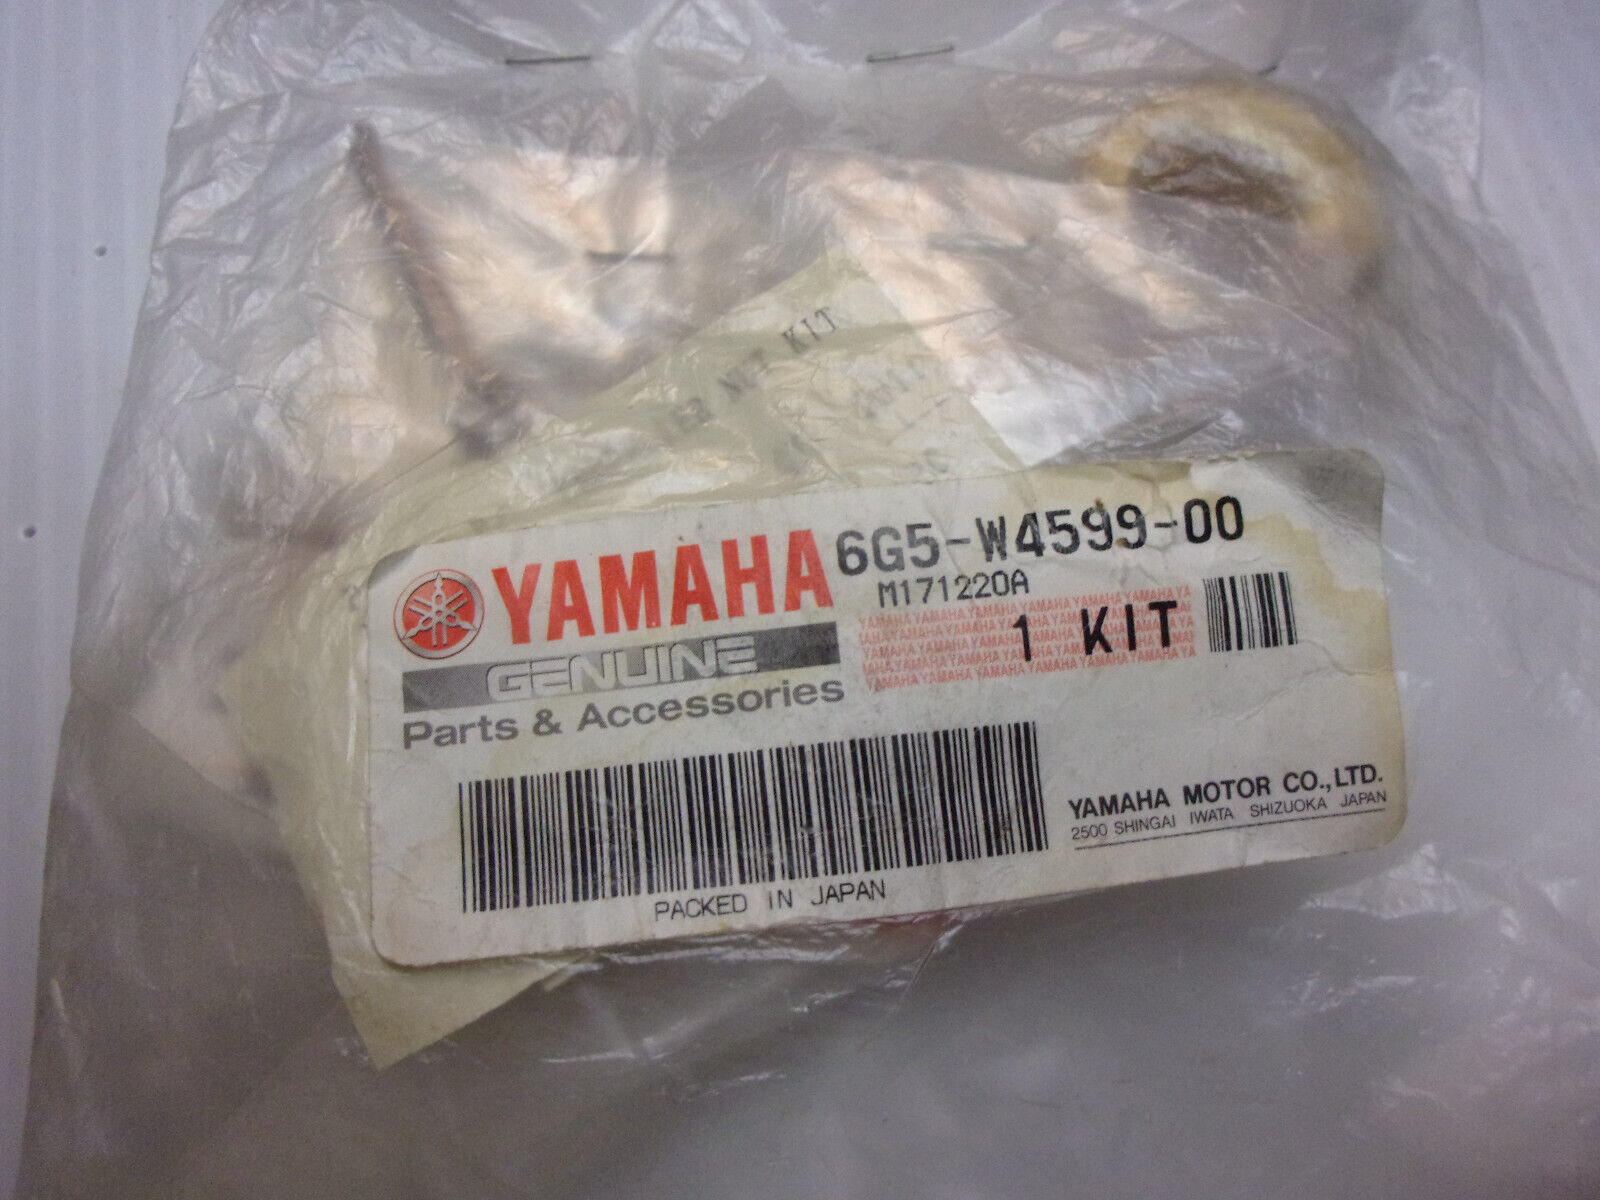 NUT KIT
YAMAHA 6G5-W4599-00
M171220A
1 KIT
GENUINE
Parts & Accessories
YAMAHA MOTOR CO.,LTD.
2500 SHINGAI IWATA SHIZUOKA JAPAN
PACKED IN JAPAN